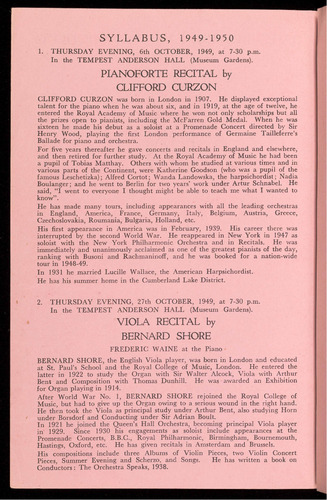 SYLLABUS, 1949-1950
1. THURSDAY EVENING, 6th OCTOBER, 1949, at 7-30 p.m.
In the TEMPEST ANDERSON HALL (Museum Gardens).
PIANOFORTE RECITAL by
CLIFFORD CURZON
CLIFFORD CURZON was born in London in 1907. He displayed exceptional
talent for the piano when he was about six, and in 1919, at the age of twelve, he
entered the Royal Academy of Music where he won not only scholarships but all
the prizes open to pianists, including the McFarren Gold Medal. When he was
sixteen he made his debut as a soloist at a Promenade Concert directed by Sir
Henry Wood, playing the first London performance of Germaine Tailleferre's
Ballade for piano and orchestra.
For five years thereafter he gave concerts and recitals in England and elsewhere,
and then retired for further study. At the Royal Academy of Music he had been
a pupil of Tobias Matthay. Others with whom he studied at various times and in
various parts of the Continent, were Katherine Goodson (who was a pupil of the
famous Leschetizki); Alfred Cortot; Wanda Landowska, the harpsichordist; Nadia
Boulanger; and he went to Berlin for two years' work under Artur Schnabel. He
said, "I went to everyone I thought might be able to teach me what I wanted to
know".
He has made many tours, including appearances with all the leading orchestras
in England, America, France, Germany, Italy, Belgium, Austria, Greece,
Czechoslovakia, Roumania, Bulgaria, Holland, etc.
His first appearance in America was in February, 1939. His career there was
interrupted by the second World War. He reappeared in New York in 1947 as
soloist with the New York Philharmonic Orchestra and in Recitals. He was
immediately and unanimously acclaimed as one of the greatest pianists of the day,
ranking with Busoni and Rachmaninoff, and he was booked for a nation-wide
tour in 1948-49.
In 1931 he married Lucille Wallace, the American Harpsichordist.
He has his summer home in the Cumberland Lake District.
2. THURSDAY EVENING, 27th OCTOBER, 1949, at 7-30 p.m.
In the TEMPEST ANDERSON HALL (Museum Gardens).
VIOLA RECITAL by
BERNARD SHORE
FREDERIC WAINE at the Piano
BERNARD SHORE, the English Viola player, was born in London and educated
at St. Paul's School and the Royal College of Music, London. He entered the
latter in 1922 to study the Organ with Sir Walter Alcock, Viola with Arthur
Bent and Composition with Thomas Dunhill. He was awarded an Exhibition
for Organ playing in 1914.
After World War No. 1, BERNARD SHORE rejoined the Royal College of
Music, but had to give up the Organ owing to a serious wound in the right hand.
He then took the Viola as principal study under Arthur Bent, also studying Horn
under Borsdorf and Conducting under Sir Adrian Boult.
In 1921 he joined the Queen's Hall Orchestra, becoming principal Viola player
in 1929. Since 1930 his engagements as soloist include appearances at the
Promenade Concerts, B.B.C., Royal Philharmonic, Birmingham, Bournemouth,
Hastings, Oxford, etc. He has given recitals in Amsterdam and Brussels.
His compositions include three Albums of Violin Pieces, two Violin Concert
Pieces, Summer Evening and Scherzo, and Songs. He has written a book on
Conductors: The Orchestra Speaks, 1938.